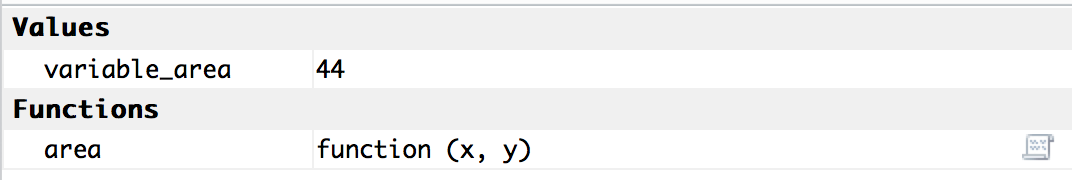 Values
variable_area 44
Functions
area function (x, y)